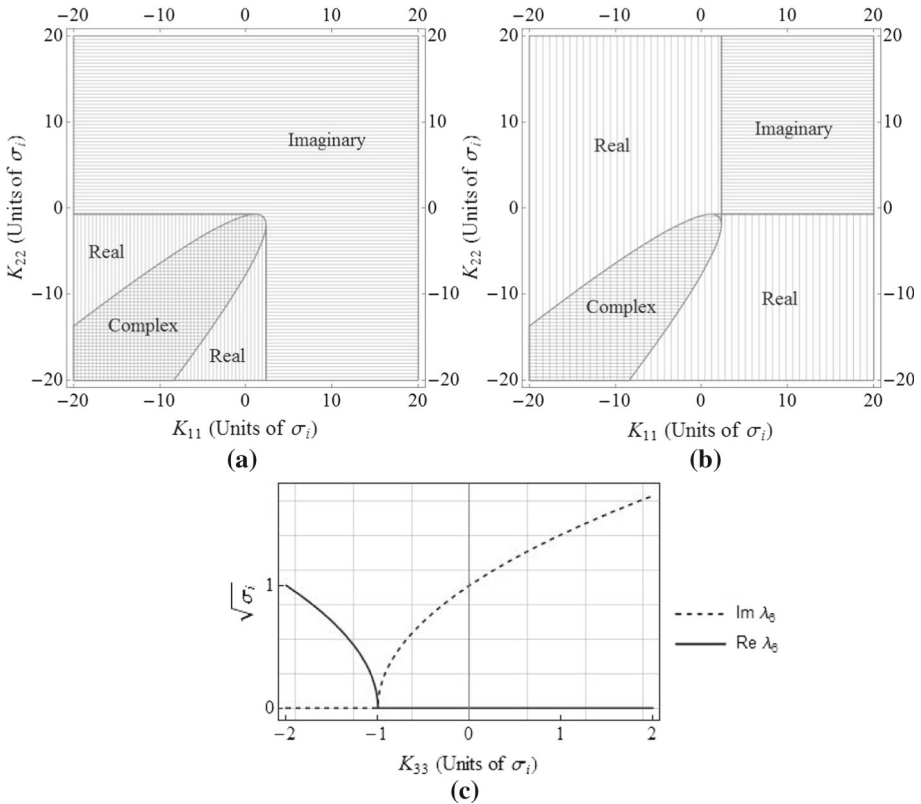 −20 −10 0 10 20 −20 −10 0 10 20
20 20 20 20
10 Imaginary 10 10 Imaginary 10
Real
0 0 0 0
Real
−10 −10 −10 Real −10
Complex Complex
Real
−20 −20 −20 −20
−20 −10 0 10 20 −20 −10 0 10 20
K₂₂ (Units of σᵢ) K₂₂ (Units of σᵢ)
K₁₁ (Units of σᵢ) K₁₁ (Units of σᵢ)
(a) (b)
√σᵢ
1
0
Im λ₆
Re λ₆
−2 −1 0 1 2
K₃₃ (Units of σᵢ)
(c)